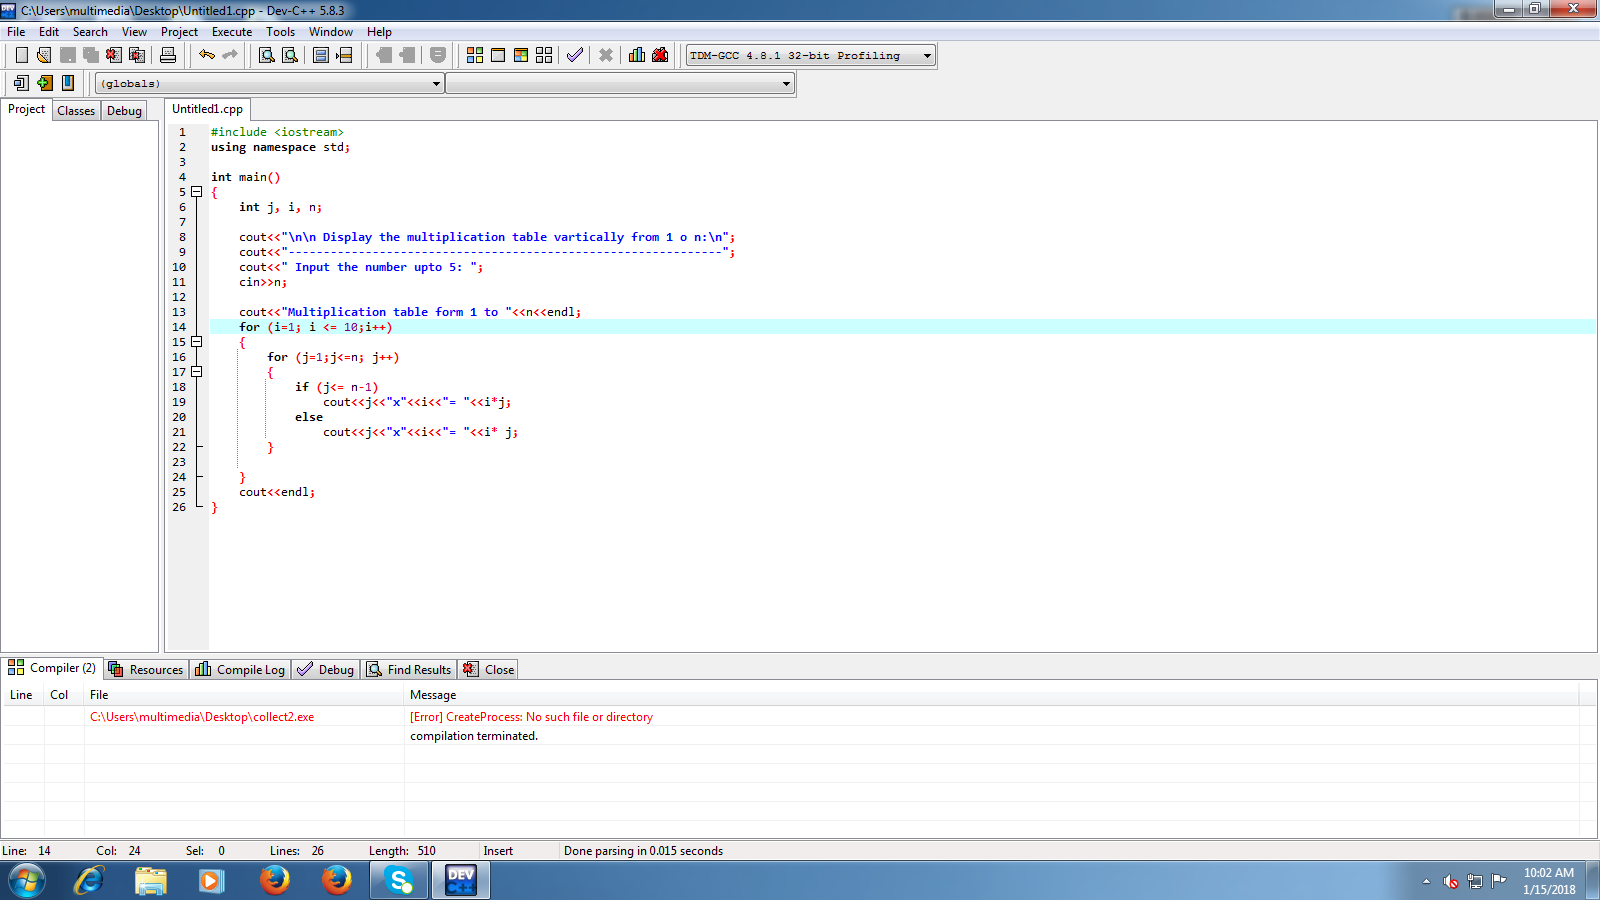 C:\Users\multimedia\Desktop\Untitled1.cpp - Dev-C++ 5.8.3
File Edit Search View Project Execute Tools Window Help
TDM-GCC 4.8.1 32-bit Profiling
(globals)
Project Classes Debug
Untitled1.cpp
1 #include <iostream>
2 using namespace std;
3
4 int main()
5 {
6 int j, i, n;
7
8 cout<<"\n\n Display the multiplication table vartically from 1 o n:\n";
9 cout<<"--------------------------------------------------------------";
10 cout<<" Input the number upto 5: ";
11 cin>>n;
12
13 cout<<"Multiplication table form 1 to "<<n<<endl;
14 for (i=1; i <= 10;i++)
15 {
16 for (j=1;j<=n; j++)
17 {
18 if (j<= n-1)
19 cout<<j<<"x"<<i<<"= "<<i*j;
20 else
21 cout<<j<<"x"<<i<<"= "<<i* j;
22 }
23
24 }
25 cout<<endl;
26 }
Compiler (2) Resources Compile Log Debug Find Results Close
Line Col File Message
C:\Users\multimedia\Desktop\collect2.exe [Error] CreateProcess: No such file or directory
compilation terminated.
Line: 14 Col: 24 Sel: 0 Lines: 26 Length: 510 Insert Done parsing in 0.015 seconds
DEV C++
10:02 AM
1/15/2018